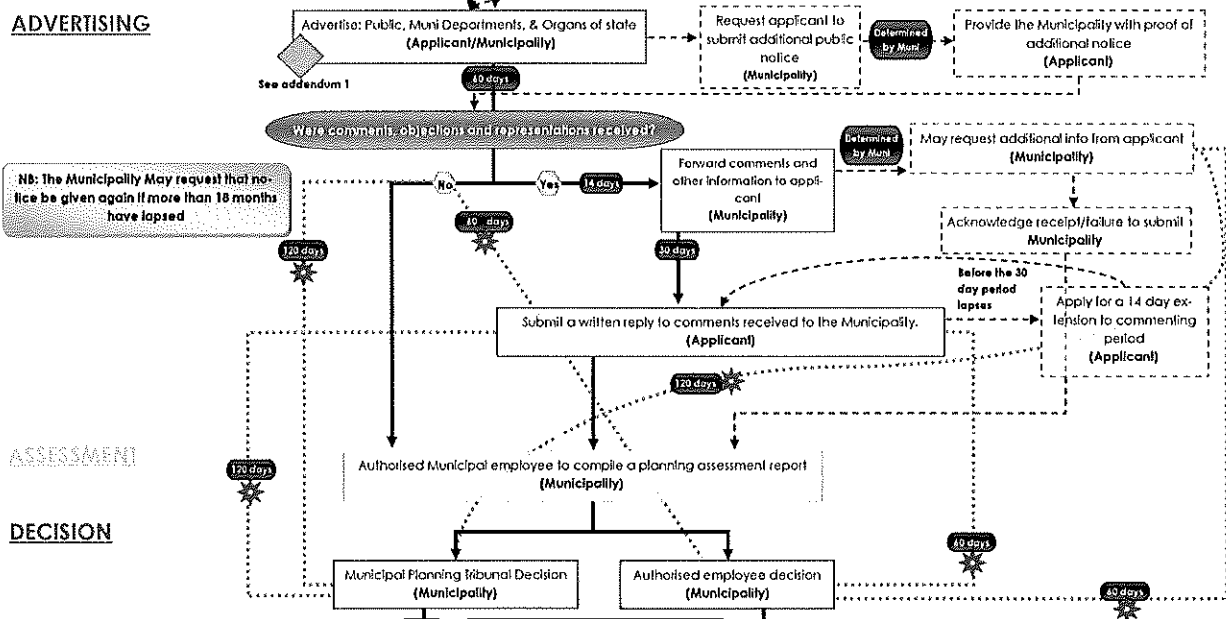 ADVERTISING
Advertise: Public, Muni Departments, & Organs of state
(Applicant/Municipality)
Request applicant to
submit additional public
notice
(Municipality)
Determined
by Muni
Provide the Municipality with proof of
additional notice
(Applicant)
See addendum 1
60 days
Were comments, objections and representations received?
NB: The Municipality May request that no-
tice be given again if more than 18 months
have lapsed
No
Yes
14 days
Forward comments and
other information to appli-
cant
(Municipality)
Determined
by Muni
May request additional info from applicant
(Municipality)
Acknowledge receipt/failure to submit
Municipality
60 days
120 days
30 days
Before the 30
day period
lapses
Apply for a 14 day ex-
tension to commenting
period
(Applicant)
Submit a written reply to comments received to the Municipality.
(Applicant)
120 days
ASSESSMENT
120 days
Authorised Municipal employee to compile a planning assessment report
(Municipality)
DECISION
60 days
Municipal Planning Tribunal Decision
(Municipality)
Authorised employee decision
(Municipality)
60 days